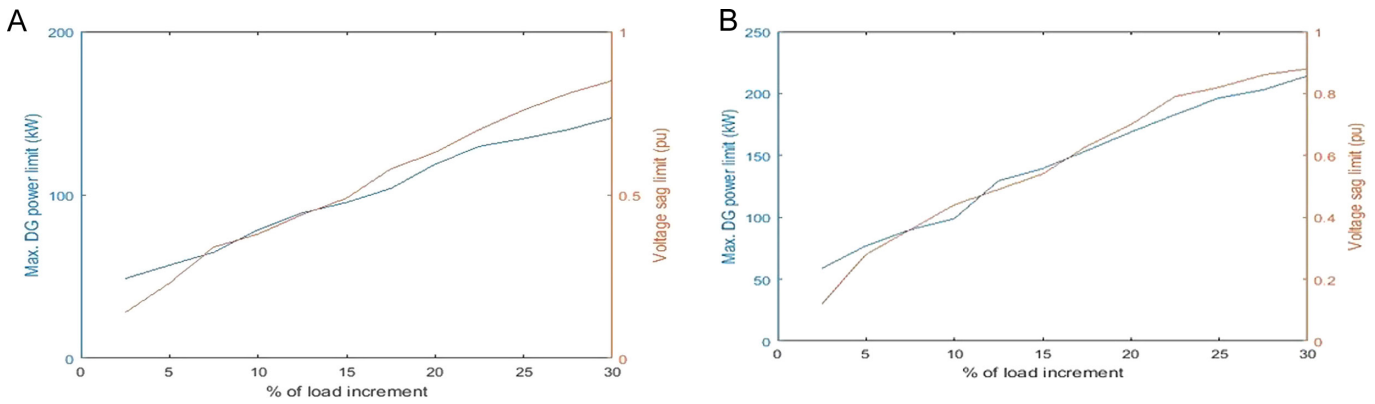 A
200
100
0
Max. DG power limit (kW)
1
0.5
0
Voltage sag limit (pu)
0 5 10 15 20 25 30
% of load increment
B
250
200
150
100
50
0
Max. DG power limit (kW)
1
0.8
0.6
0.4
0.2
0
Voltage sag limit (pu)
0 5 10 15 20 25 30
% of load increment